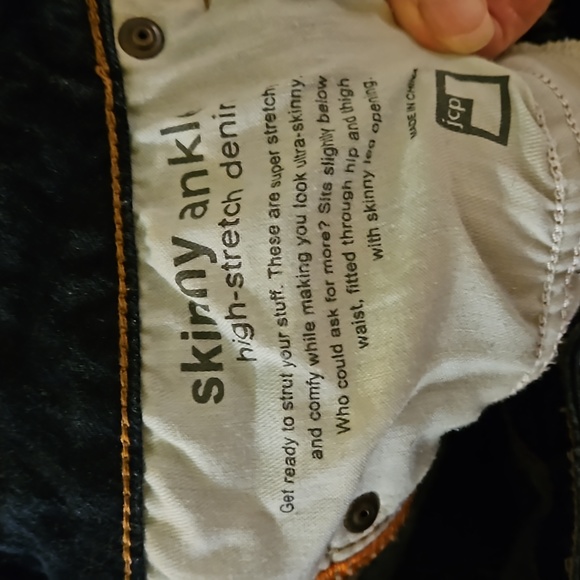 skinny ankl
high-stretch denim
Get ready to strut your stuff. These are super stretch
and comfy while making you look ultra-skinny.
Who could ask for more? Sits slightly below
waist, fitted through hip and thigh
with skinny leg opening.
MADE IN CHINA
jcp